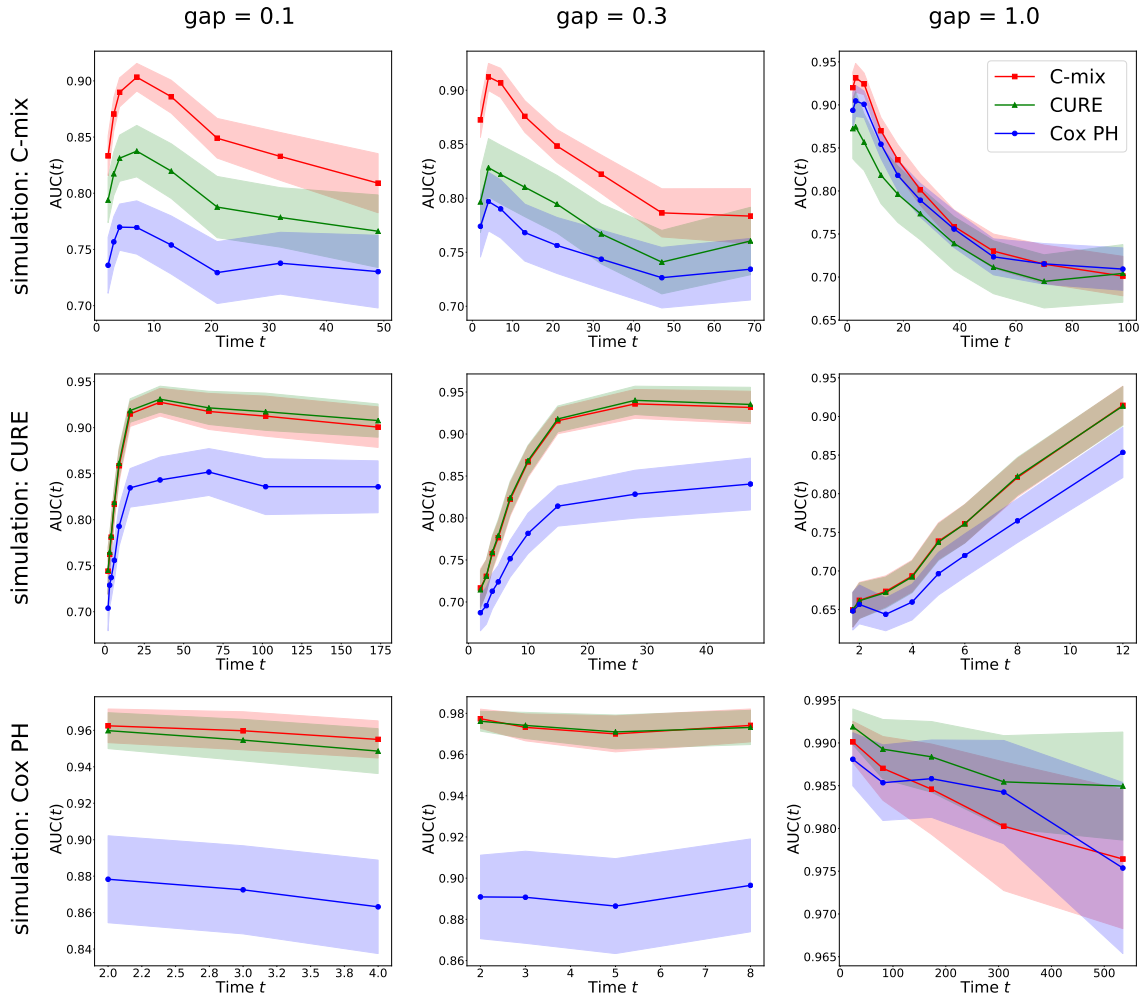 gap = 0.1
gap = 0.3
gap = 1.0
simulation: C-mix
AUC(t)
0.90
0.85
0.80
0.75
0.70
0 10 20 30 40 50
Time t
AUC(t)
0.90
0.85
0.80
0.75
0.70
0 10 20 30 40 50 60 70
Time t
AUC(t)
0.95
0.90
0.85
0.80
0.75
0.70
0.65
0 20 40 60 80 100
Time t
C-mix
CURE
Cox PH
simulation: CURE
AUC(t)
0.95
0.90
0.85
0.80
0.75
0.70
0 25 50 75 100 125 150 175
Time t
AUC(t)
0.95
0.90
0.85
0.80
0.75
0.70
0 10 20 30 40
Time t
AUC(t)
0.95
0.90
0.85
0.80
0.75
0.70
0.65
2 4 6 8 10 12
Time t
simulation: Cox PH
AUC(t)
0.96
0.94
0.92
0.90
0.88
0.86
0.84
2.0 2.2 2.5 2.8 3.0 3.2 3.5 3.8 4.0
Time t
AUC(t)
0.98
0.96
0.94
0.92
0.90
0.88
0.86
2 3 4 5 6 7 8
Time t
AUC(t)
0.995
0.990
0.985
0.980
0.975
0.970
0.965
0 100 200 300 400 500
Time t